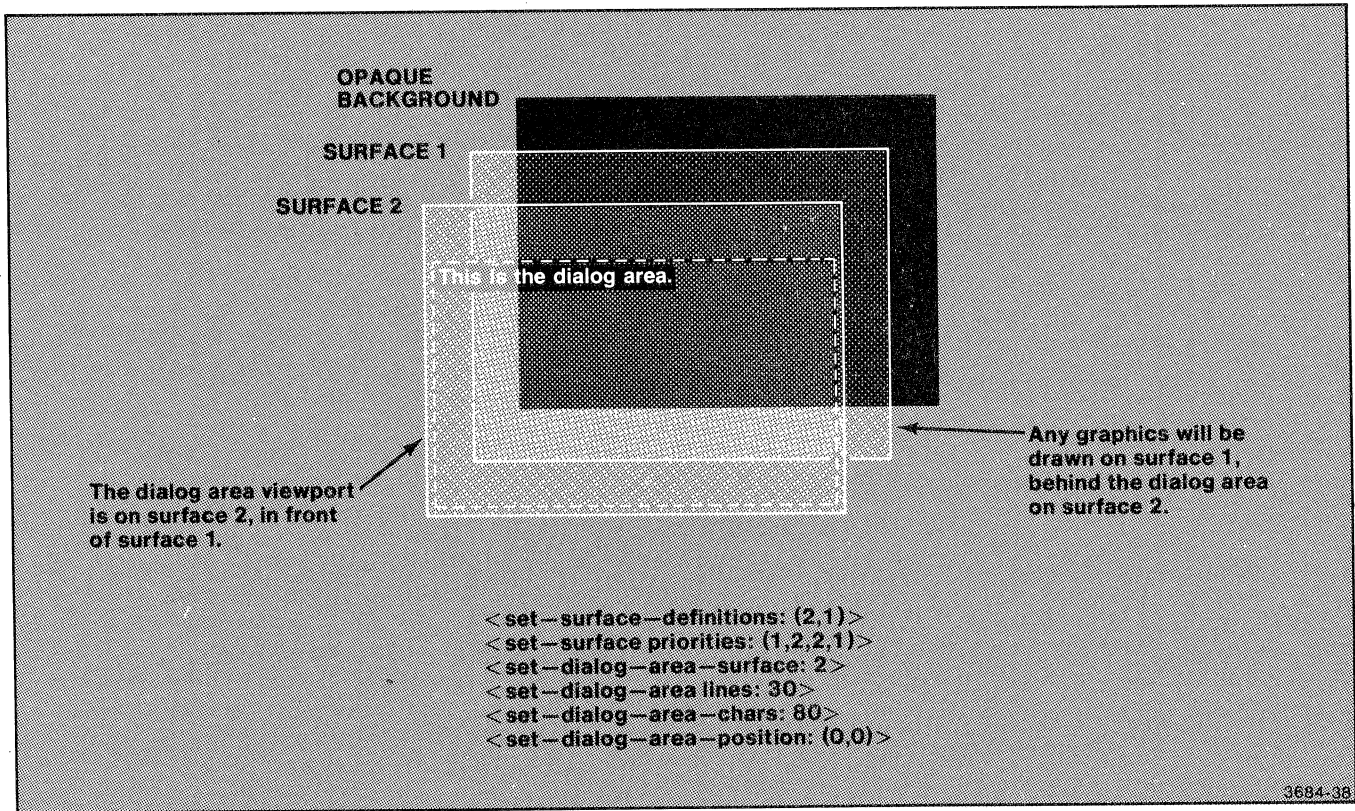 OPAQUE
BACKGROUND
SURFACE 1
SURFACE 2
This is the dialog area.
The dialog area viewport
is on surface 2, in front
of surface 1.
Any graphics will be
drawn on surface 1,
behind the dialog area
on surface 2.
<set—surface—definitions: (2,1)>
<set—surface priorities: (1,2,2,1)>
<set—dialog—area—surface: 2>
<set—dialog—area lines: 30>
<set—dialog—area—chars: 80>
<set—dialog—area—position: (0,0)>
3684-38